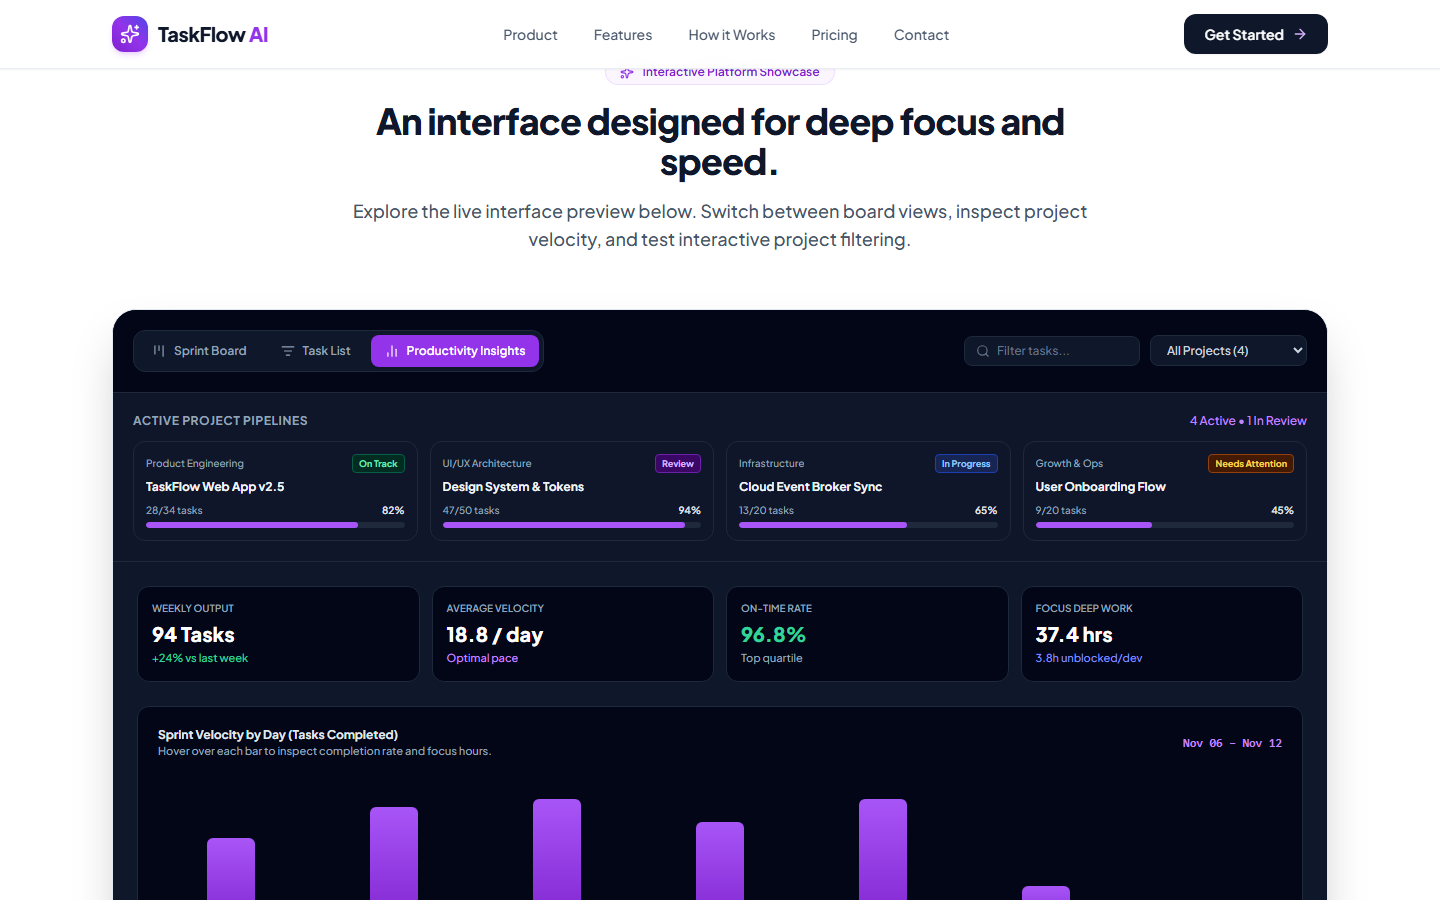 TaskFlow AI
Product
Features
How it Works
Pricing
Contact
Get Started
Interactive Platform Showcase
An interface designed for deep focus and
speed.
Explore the live interface preview below. Switch between board views, inspect project
velocity, and test interactive project filtering.
Sprint Board
Task List
Productivity Insights
Filter tasks...
All Projects (4)
ACTIVE PROJECT PIPELINES
4 Active • 1 In Review
Product Engineering
On Track
TaskFlow Web App v2.5
28/34 tasks
82%
UI/UX Architecture
Review
Design System & Tokens
47/50 tasks
94%
Infrastructure
In Progress
Cloud Event Broker Sync
13/20 tasks
65%
Growth & Ops
Needs Attention
User Onboarding Flow
9/20 tasks
45%
WEEKLY OUTPUT
94 Tasks
+24% vs last week
AVERAGE VELOCITY
18.8 / day
Optimal pace
ON-TIME RATE
96.8%
Top quartile
FOCUS DEEP WORK
37.4 hrs
3.8h unblocked/dev
Sprint Velocity by Day (Tasks Completed)
Hover over each bar to inspect completion rate and focus hours.
Nov 06 – Nov 12